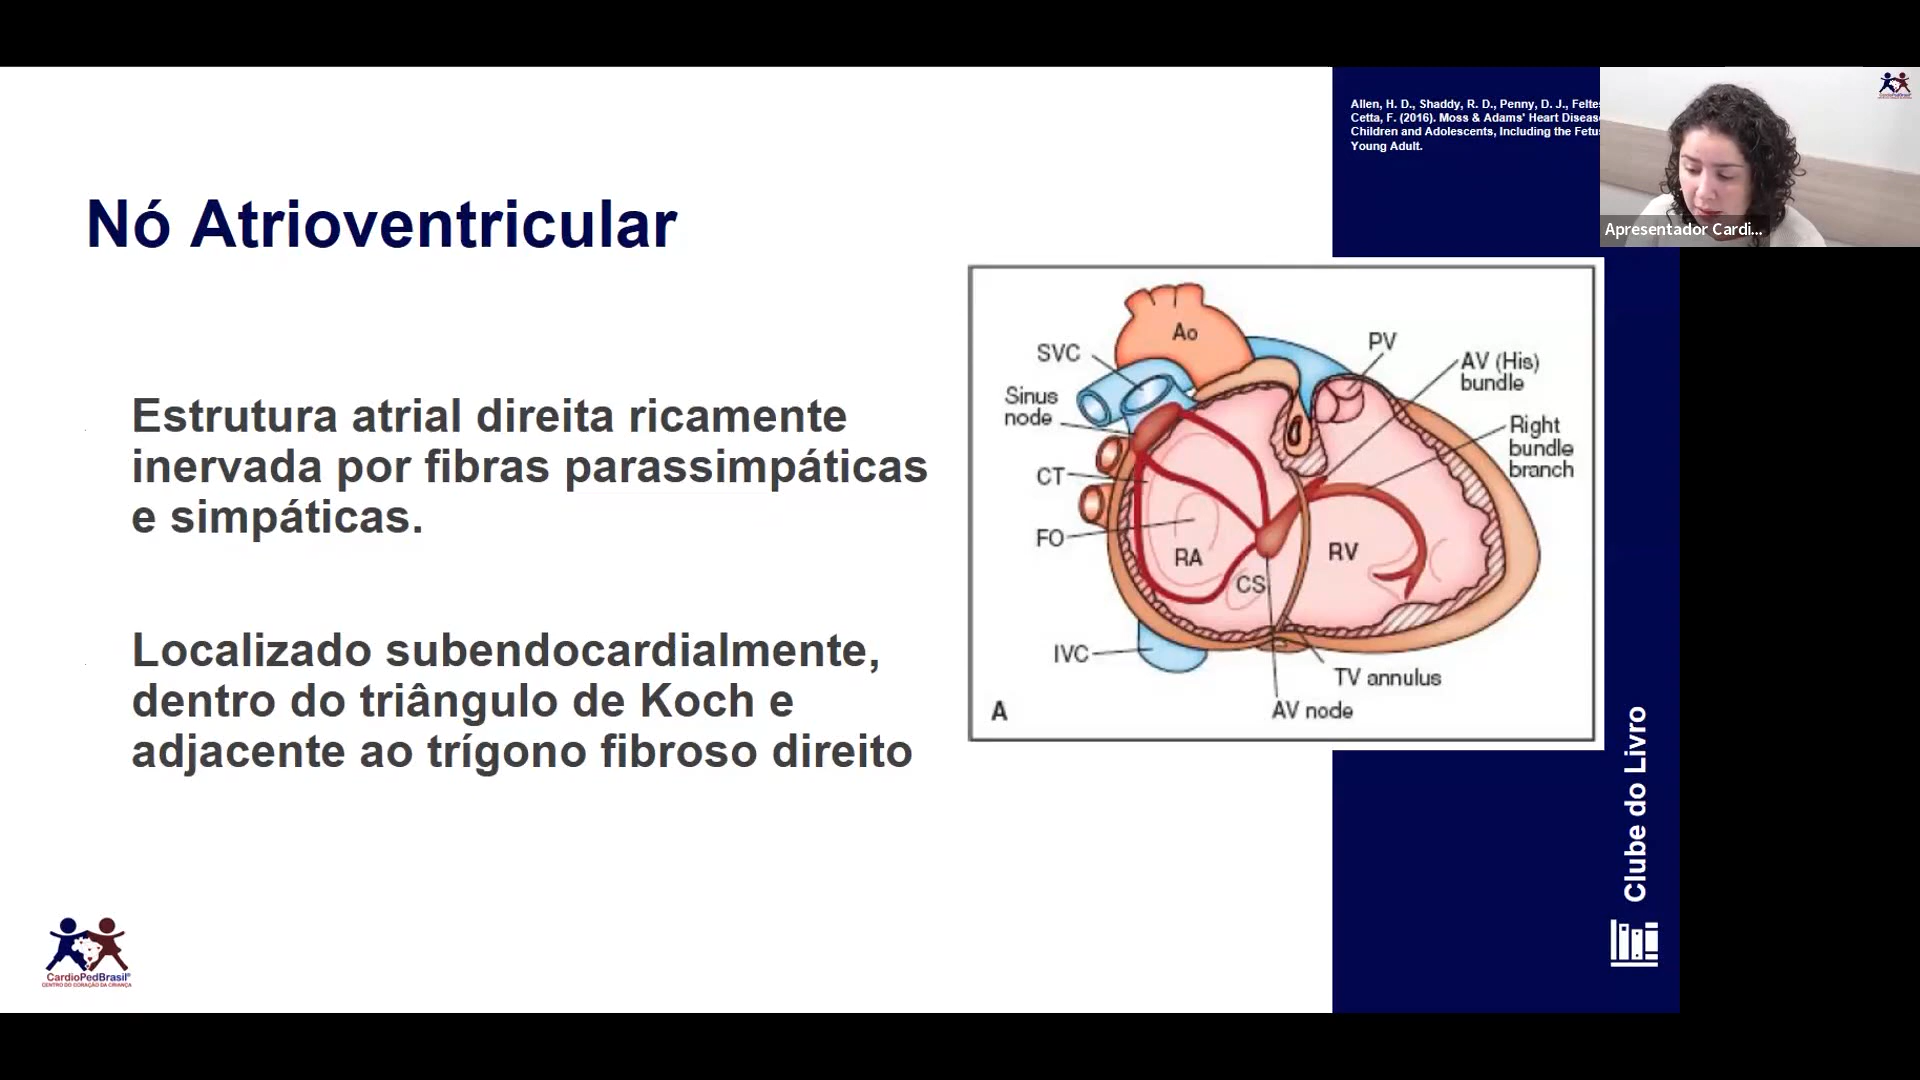 Allen, H. D., Shaddy, R. D., Penny, D. J., Feltes
Cetta, F. (2016). Moss & Adams' Heart Disease
Children and Adolescents, Including the Fetus
Young Adult.
Apresentador Cardi...
Nó Atrioventricular
Estrutura atrial direita ricamente
inervada por fibras parassimpáticas
e simpáticas.
Localizado subendocardialmente,
dentro do triângulo de Koch e
adjacente ao trígono fibroso direito
Ao
SVC
PV
AV (His)
bundle
Sinus
node
Right
bundle
branch
CT
FO
RA
RV
CS
IVC
TV annulus
AV node
A
Clube do Livro
CardioPedBrasil®
CENTRO DO CORAÇÃO DA CRIANÇA